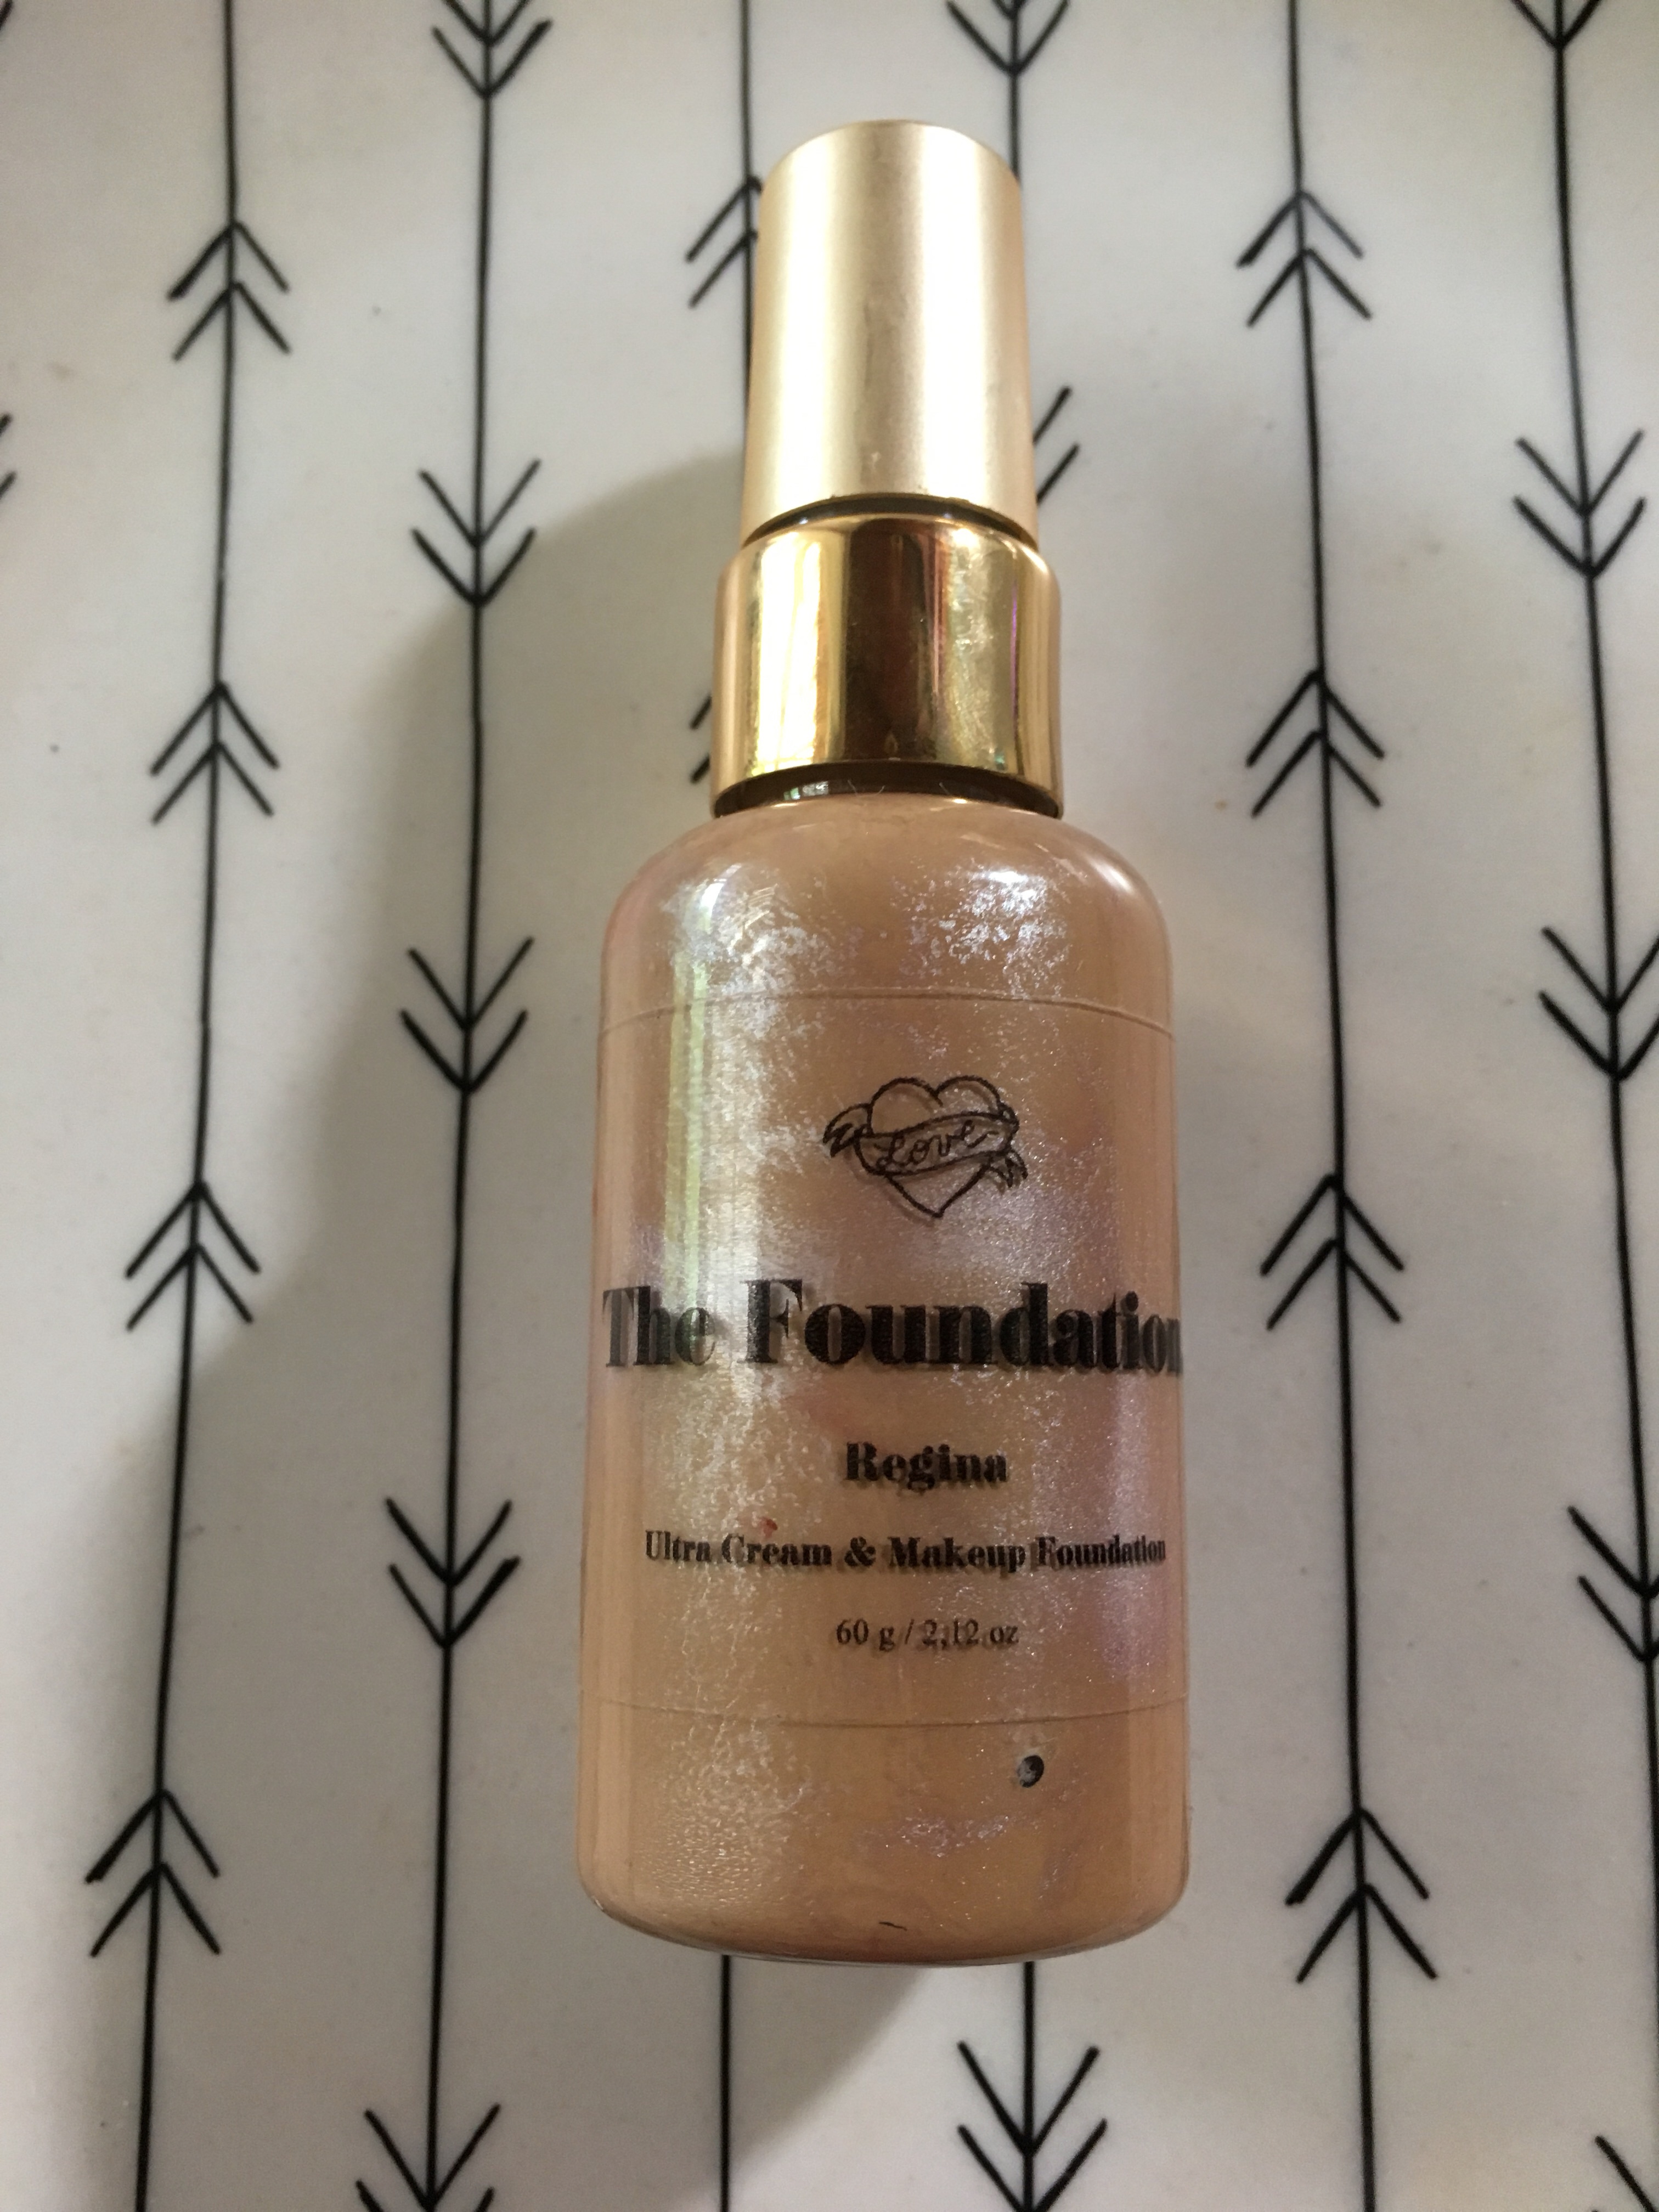 Love
The Foundation
Regina
Ultra Cream & Makeup Foundation
60 g / 2,12 oz